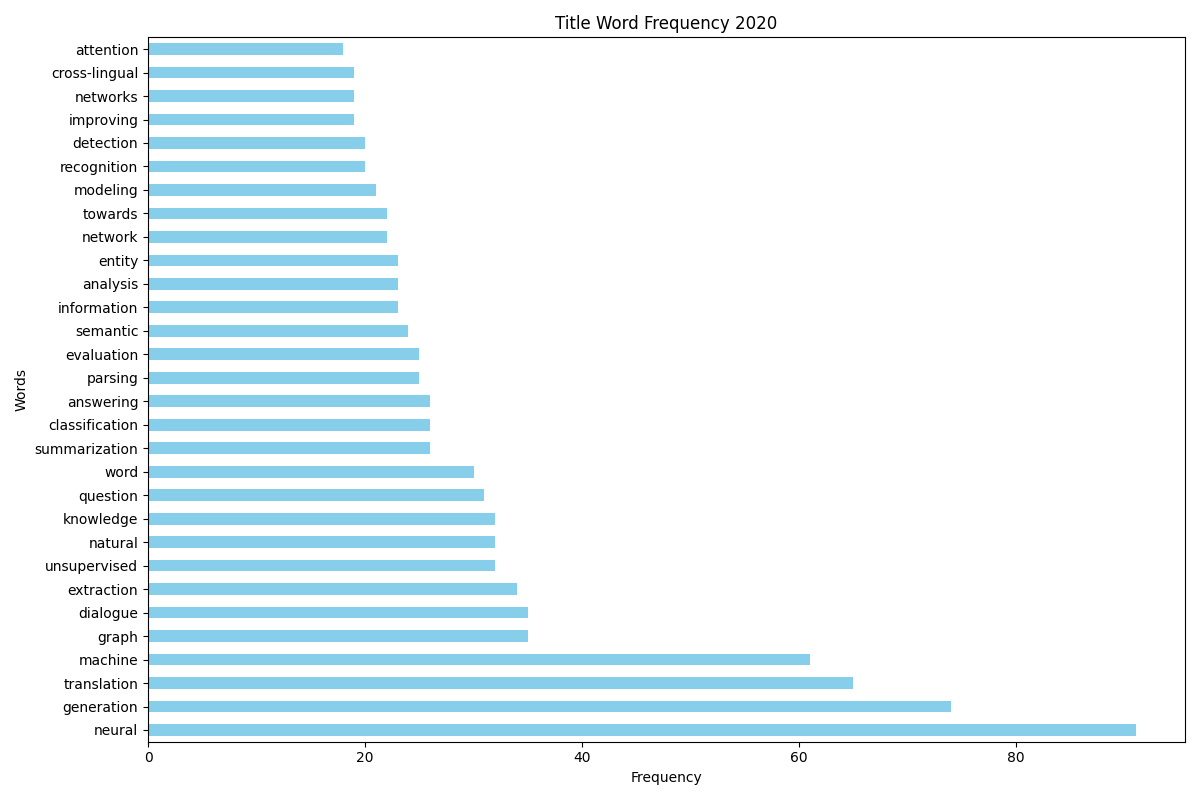 Title Word Frequency 2020
attention
cross-lingual
networks
improving
detection
recognition
modeling
towards
network
entity
analysis
information
semantic
evaluation
parsing
answering
classification
summarization
word
question
knowledge
natural
unsupervised
extraction
dialogue
graph
machine
translation
generation
neural
Words
0 20 40 60 80
Frequency